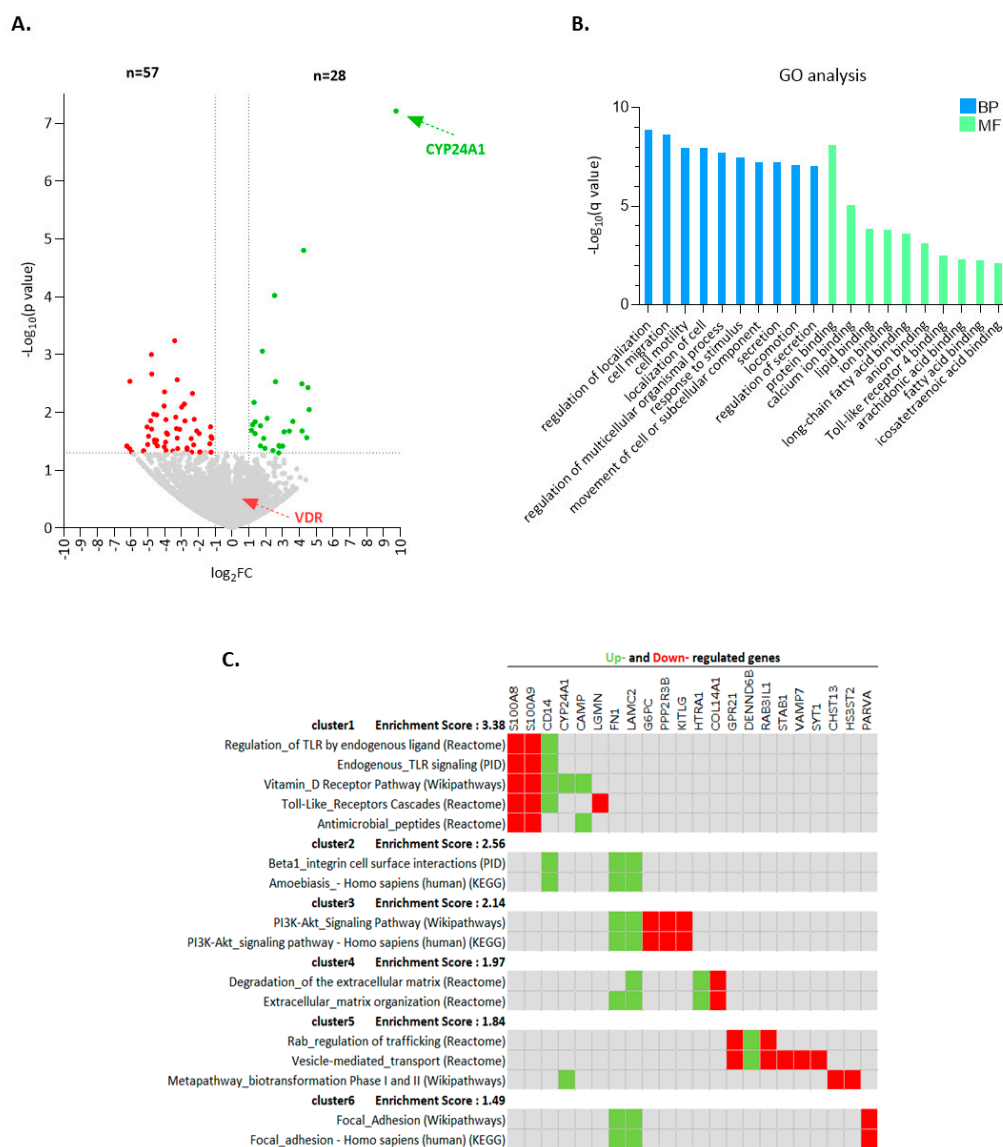 A.
n=57
n=28
7
6
5
4
3
2
1
0
-Log10(p value)
CYP24A1
VDR
-10
-9
-8
-7
-6
-5
-4
-3
-2
-1
0
1
2
3
4
5
6
7
8
9
10
log2FC
B.
GO analysis
BP
MF
10
5
0
-Log10(q value)
regulation of localization
cell migration
cell motility
localization of cell
regulation of multicellular organismal process
response to stimulus
movement of cell or subcellular component
secretion
locomotion
regulation of secretion
protein binding
calcium ion binding
lipid binding
ion binding
long-chain fatty acid binding
anion binding
Toll-like receptor 4 binding
arachidonic acid binding
fatty acid binding
icosatetraenoic acid binding
C.
Up- and Down- regulated genes
S100A8
S100A9
CD14
CYP24A1
CAMP
LGMN
FN1
LAMC2
G6PC
PPP2R3B
KITLG
HTRA1
COL14A1
GPR21
DENND6B
RAB3IL1
STAB1
VAMP7
SYT1
CHST13
HS3ST2
PARVA
cluster1 Enrichment Score : 3.38
Regulation_of TLR by endogenous ligand (Reactome)
Endogenous_TLR signaling (PID)
Vitamin_D Receptor Pathway (Wikipathways)
Toll-Like_Receptors Cascades (Reactome)
Antimicrobial_peptides (Reactome)
cluster2 Enrichment Score : 2.56
Beta1_integrin cell surface interactions (PID)
Amoebiasis_- Homo sapiens (human) (KEGG)
cluster3 Enrichment Score : 2.14
PI3K-Akt_Signaling Pathway (Wikipathways)
PI3K-Akt_signaling pathway - Homo sapiens (human) (KEGG)
cluster4 Enrichment Score : 1.97
Degradation_of the extracellular matrix (Reactome)
Extracellular_matrix organization (Reactome)
cluster5 Enrichment Score : 1.84
Rab_regulation of trafficking (Reactome)
Vesicle-mediated_transport (Reactome)
Metapathway_biotransformation Phase I and II (Wikipathways)
cluster6 Enrichment Score : 1.49
Focal_Adhesion (Wikipathways)
Focal_adhesion - Homo sapiens (human) (KEGG)